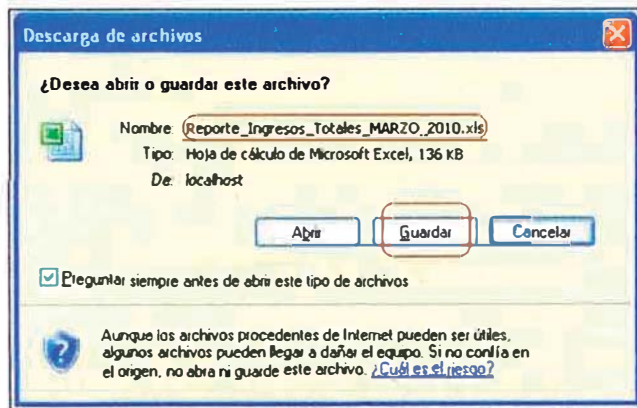 Descarga de archivos
¿Desea abrir o guardar este archivo?
Nombre: Reporte_Ingresos_Totales_MARZO_2010.xls
Tipo: Hoja de cálculo de Microsoft Excel, 136 KB
De: localhost
Abrir Guardar Cancelar
Preguntar siempre antes de abrir este tipo de archivos
Aunque los archivos procedentes de Internet pueden ser útiles,
algunos archivos pueden llegar a dañar el equipo. Si no confía en
el origen, no abra ni guarde este archivo. ¿Cuál es el riesgo?